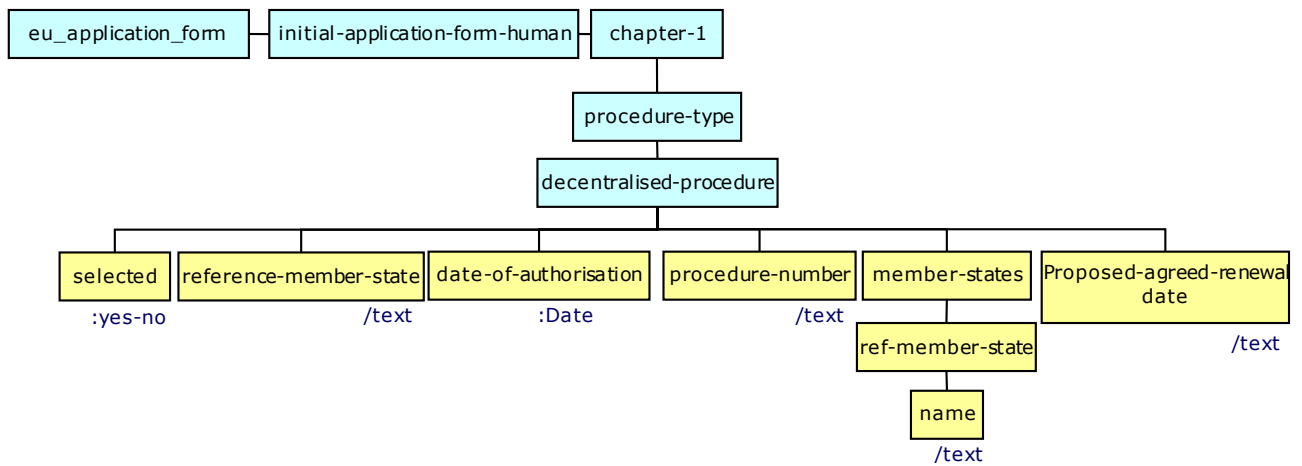 eu_application_form
initial-application-form-human
chapter-1
procedure-type
decentralised-procedure
selected
:yes-no
reference-member-state
/text
date-of-authorisation
:Date
procedure-number
/text
member-states
ref-member-state
name
/text
Proposed-agreed-renewal
date
/text